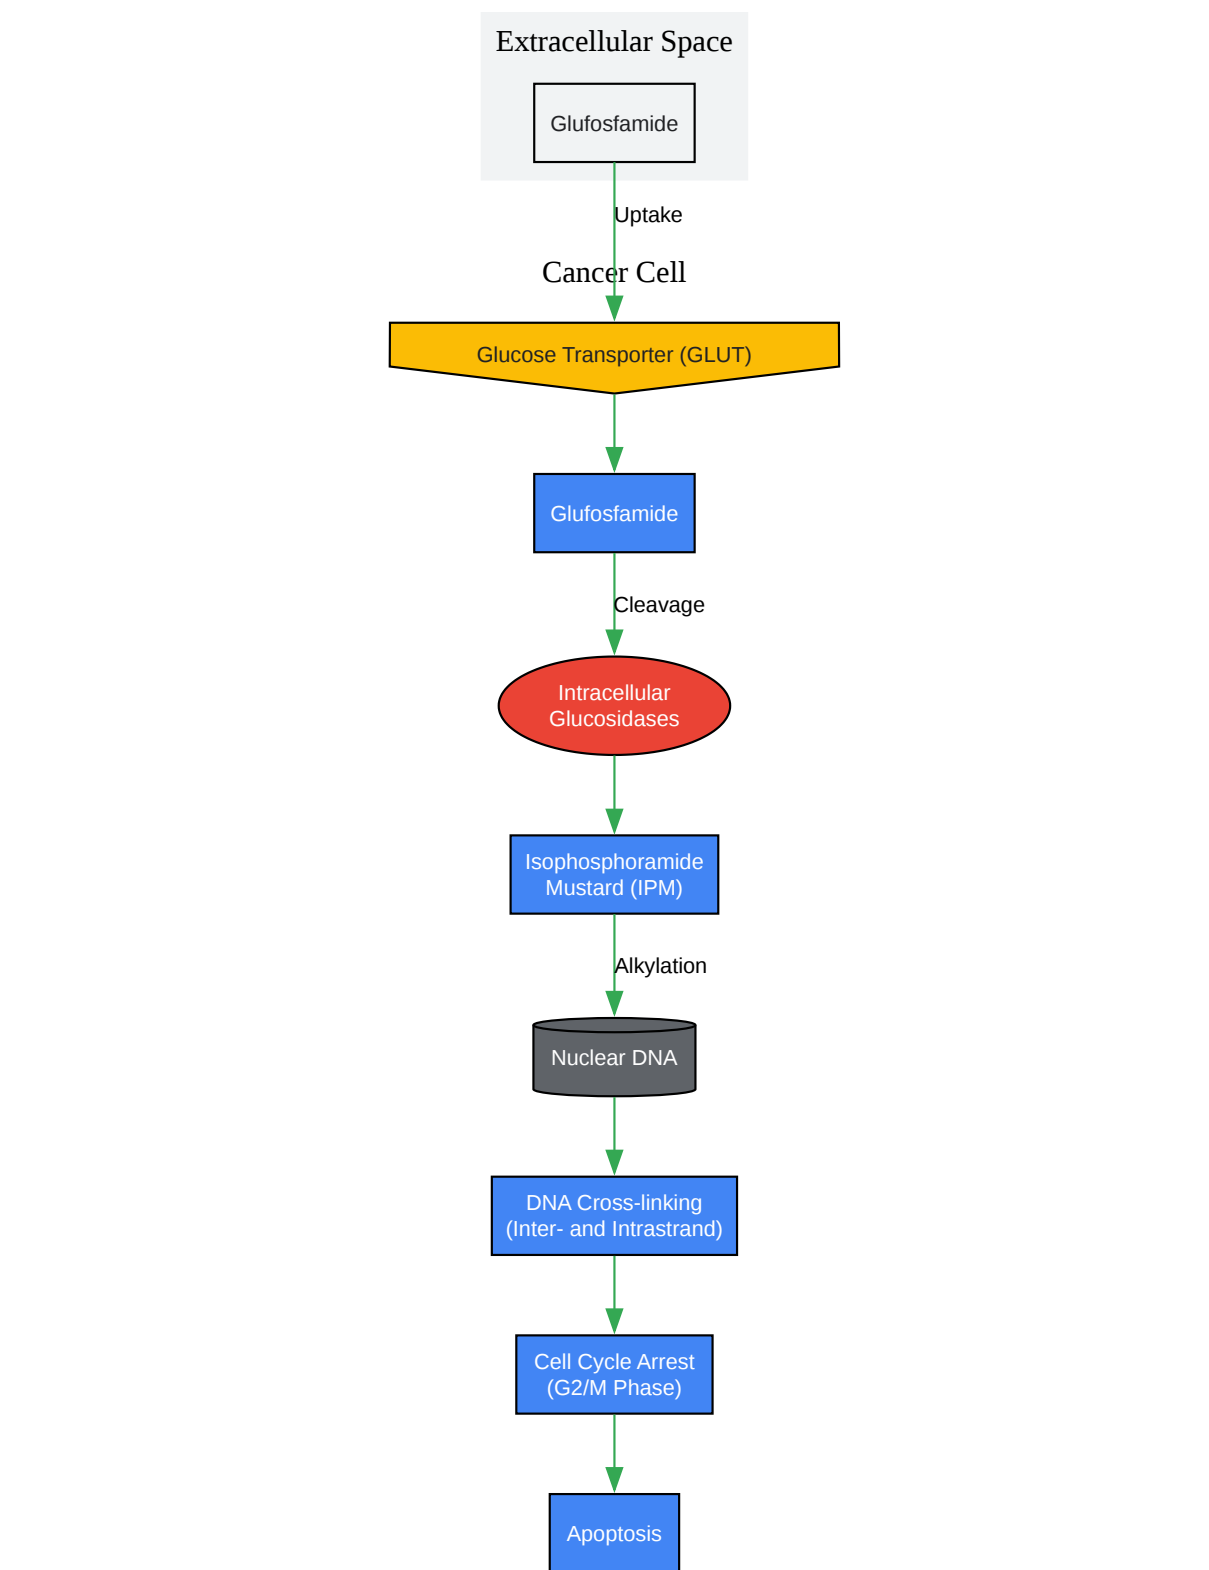 Extracellular Space
Glufosfamide
Uptake
Cancer Cell
Glucose Transporter (GLUT)
Glufosfamide
Cleavage
Intracellular
Glucosidases
Isophosphoramide
Mustard (IPM)
Alkylation
Nuclear DNA
DNA Cross-linking
(Inter- and Intrastrand)
Cell Cycle Arrest
(G2/M Phase)
Apoptosis